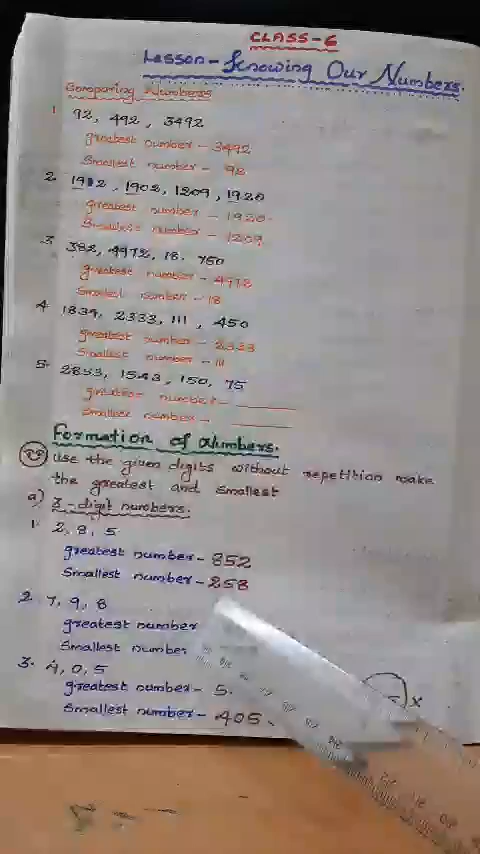 CLASS-6
Lesson - Knowing Our Numbers.
Comparing Numbers
1. 92, 492, 3492
greatest number - 3492
Smallest number - 92
2. 1912, 1902, 1209, 1920
greatest number - 1920.
Smallest number - 1209.
3. 382, 4972, 18, 750
greatest number - 4972
Smallest number - 18
4. 1834, 2333, 111, 450
greatest number - 2333
Smallest number - 111
5. 2853, 1543, 150, 75
greatest number -
Smallest number -
Formation of Numbers.
Use the given digits without repetition make
the greatest and smallest
a) 3-digit numbers.
1. 2, 8, 5
greatest number - 852
Smallest number - 258
2. 7, 9, 8
greatest number
Smallest number
3. 4, 0, 5
greatest number - 5
Smallest number - 405.